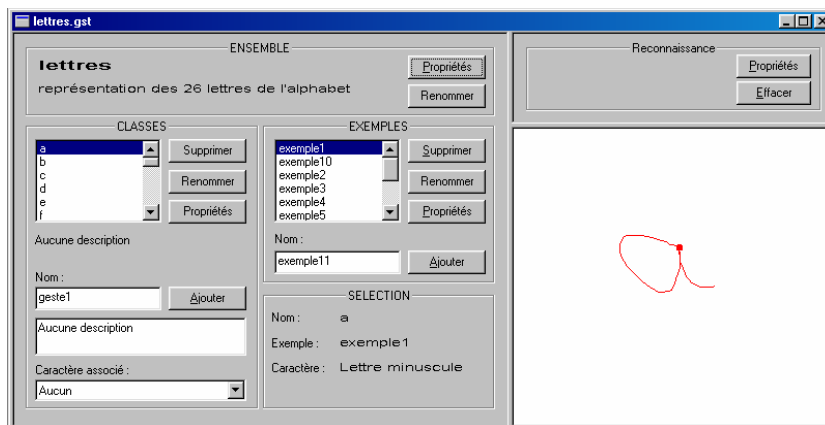 lettres.gst
ENSEMBLE
lettres
représentation des 26 lettres de l'alphabet
Propriétés
Renommer
CLASSES
a
b
c
d
e
f
Supprimer
Renommer
Propriétés
Aucune description
Nom :
geste1
Ajouter
Aucune description
Caractère associé :
Aucun
EXEMPLES
exemple1
exemple10
exemple2
exemple3
exemple4
exemple5
Supprimer
Renommer
Propriétés
Nom :
exemple11
Ajouter
SELECTION
Nom : a
Exemple : exemple1
Caractère : Lettre minuscule
Reconnaissance
Propriétés
Effacer